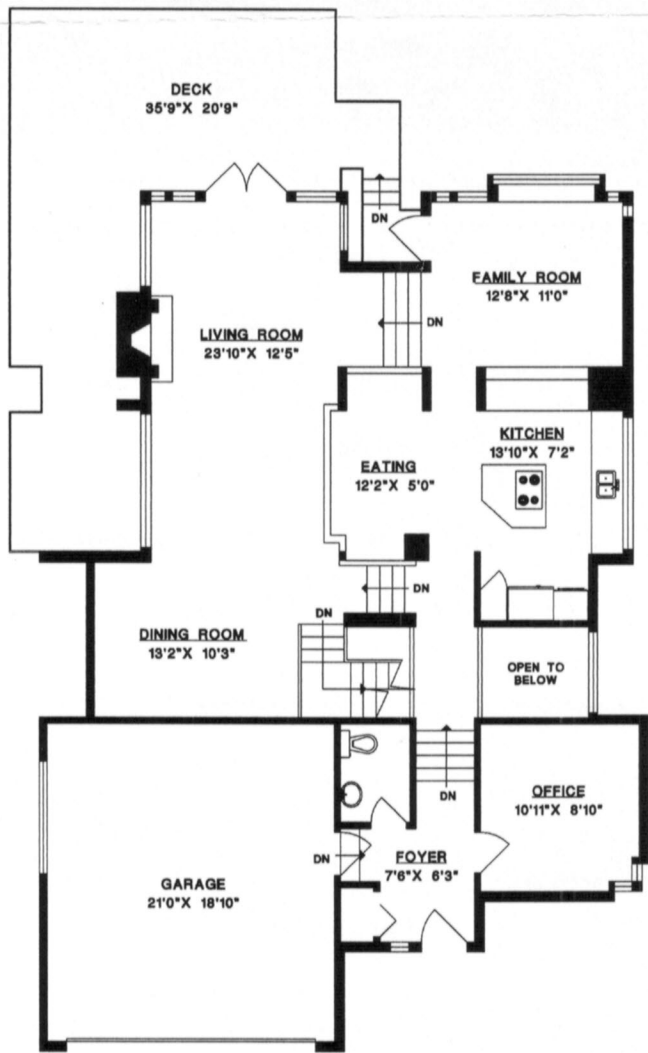 DECK
35'9"X 20'9"
DN
FAMILY ROOM
12'8"X 11'0"
DN
LIVING ROOM
23'10"X 12'5"
KITCHEN
13'10"X 7'2"
EATING
12'2"X 5'0"
DN
DN
DINING ROOM
13'2"X 10'3"
OPEN TO
BELOW
DN
OFFICE
10'11"X 8'10"
DN
FOYER
7'6"X 6'3"
GARAGE
21'0"X 18'10"